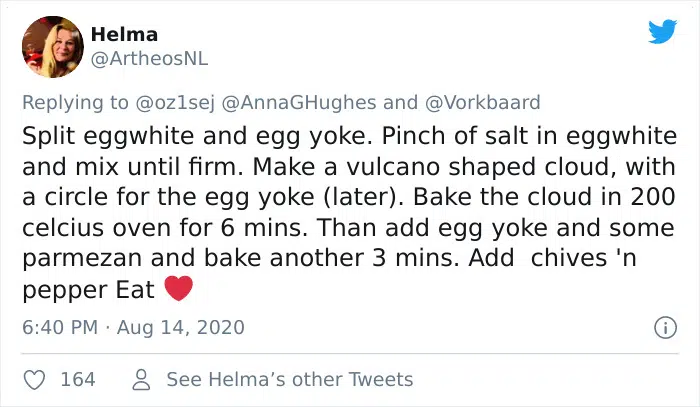 Helma
@ArtheosNL
Replying to @oz1sej @AnnaGHughes and @Vorkbaard
Split eggwhite and egg yoke. Pinch of salt in eggwhite
and mix until firm. Make a vulcano shaped cloud, with
a circle for the egg yoke (later). Bake the cloud in 200
celcius oven for 6 mins. Than add egg yoke and some
parmezan and bake another 3 mins. Add  chives 'n
pepper Eat ❤️
6:40 PM · Aug 14, 2020
164 See Helma’s other Tweets